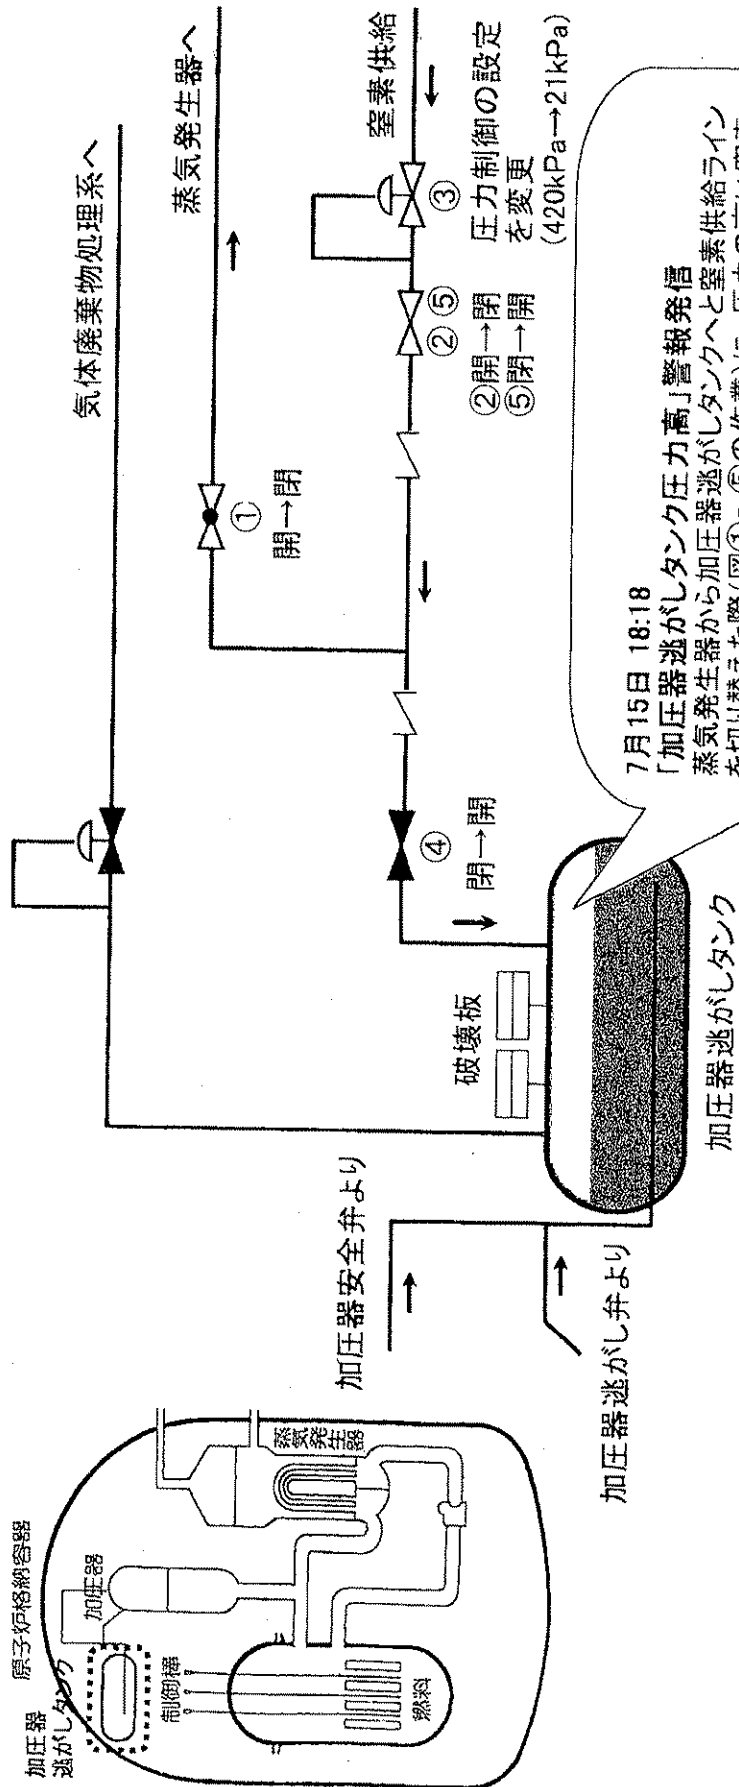 原子炉格納容器
加圧器
逃がしタンク
加圧器
制御棒
燃料
蒸気発生器
気体廃棄物処理系へ
蒸気発生器へ
窒素供給
①
開→閉
② ⑤
②開→閉
⑤閉→開
③
圧力制御の設定
を変更
(420kPa→21kPa)
④
閉→開
破壊板
加圧器安全弁より
加圧器逃がし弁より
加圧器逃がしタンク
7月15日 18:18
「加圧器逃がしタンク圧力高」警報発信
蒸気発生器から加圧器逃がしタンクへと窒素供給ライン
を切り替えた際(図①-⑤の作業)に、圧力の高い窒素